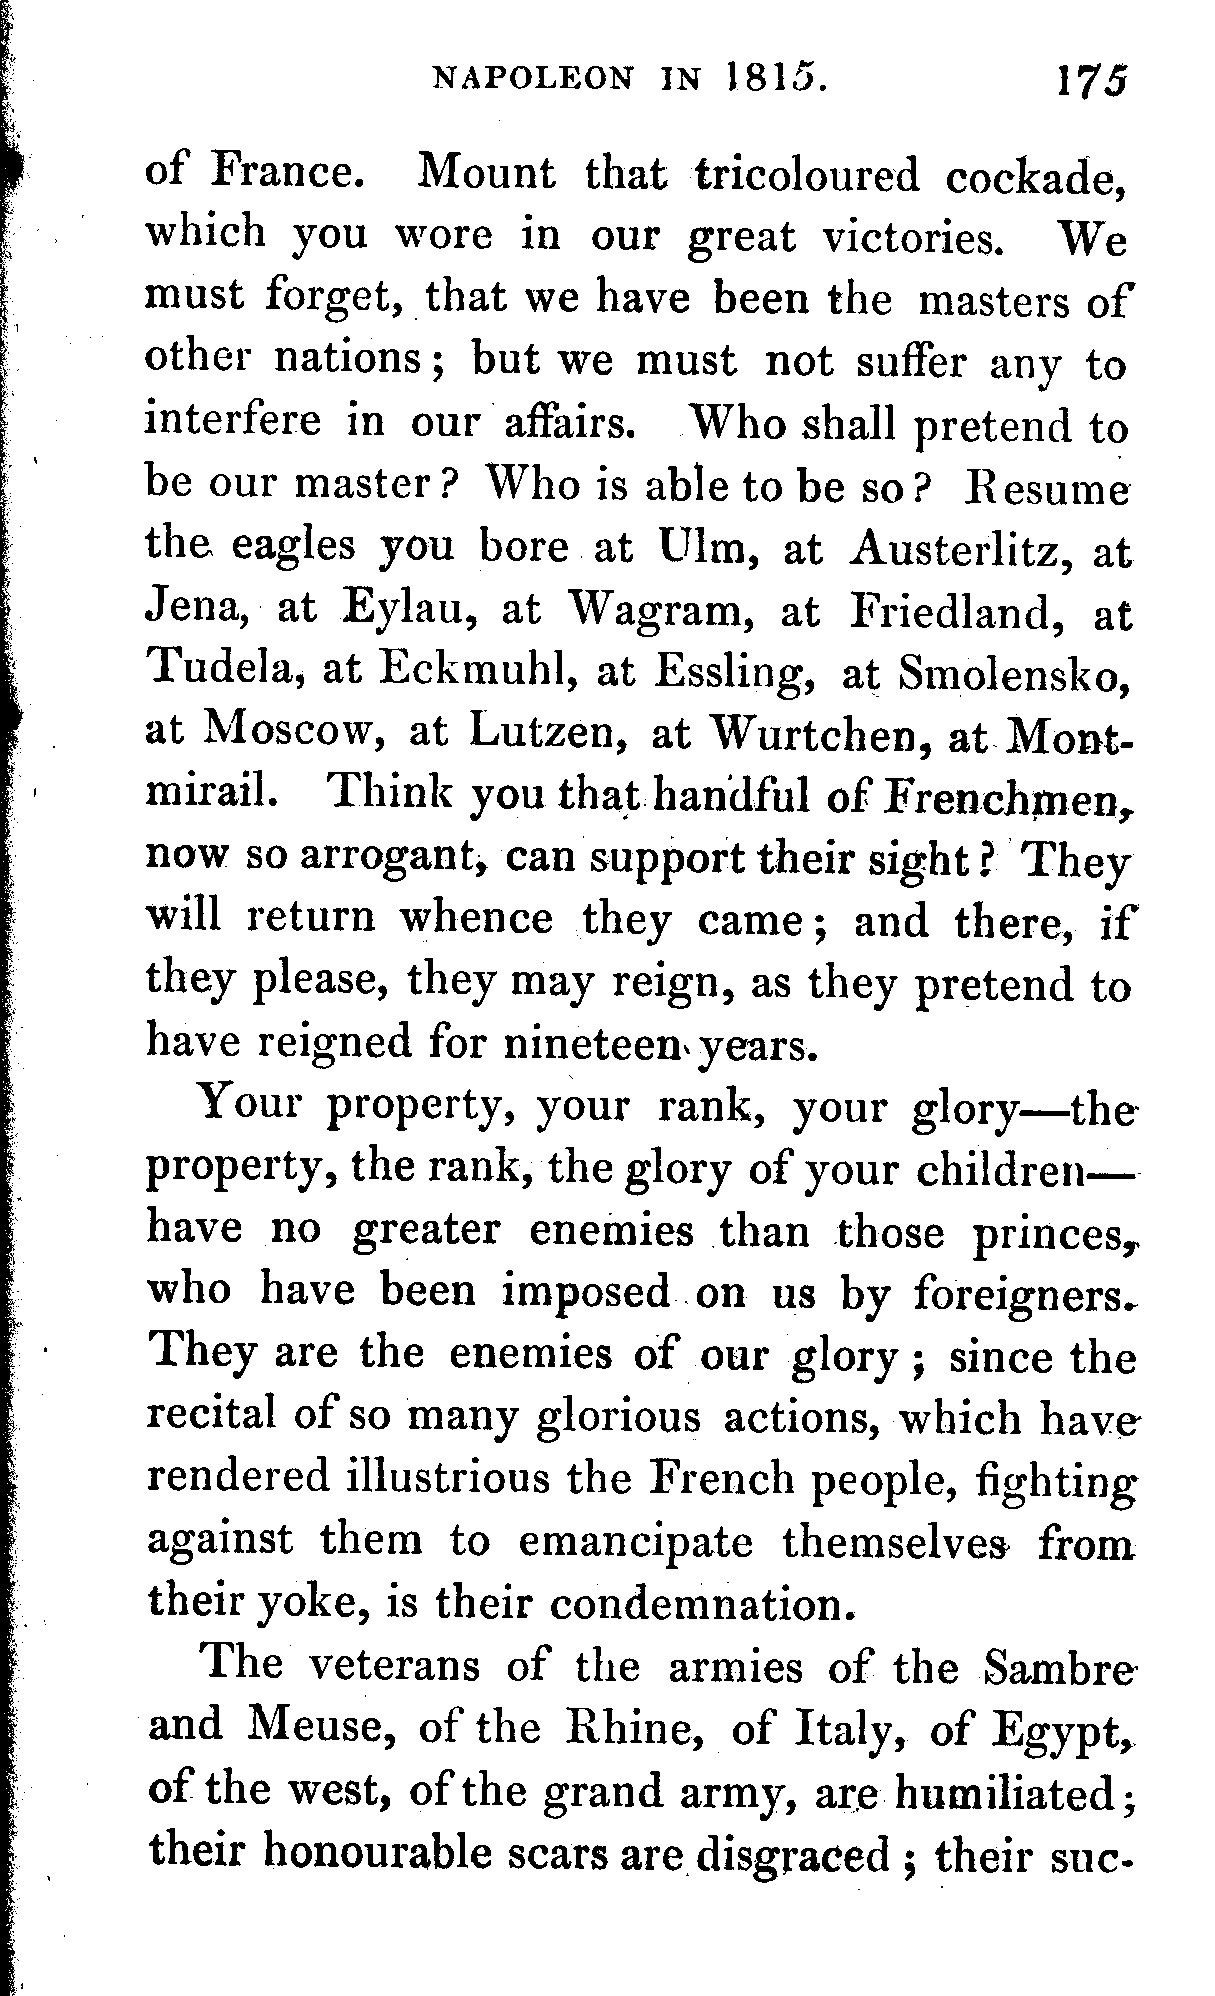 NAPOLEON IN 1815. 175
of France. Mount that tricoloured cockade,
which you wore in our great victories. We
must forget, that we have been the masters of
other nations; but we must not suffer any to
interfere in our affairs. Who shall pretend to
be our master? Who is able to be so? Resume
the eagles you bore at Ulm, at Austerlitz, at
Jena, at Eylau, at Wagram, at Friedland, at
Tudela, at Eckmuhl, at Essling, at Smolensko,
at Moscow, at Lutzen, at Wurtchen, at Mont-
mirail. Think you that handful of Frenchmen,
now so arrogant, can support their sight? They
will return whence they came; and there, if
they please, they may reign, as they pretend to
have reigned for nineteen years.
Your property, your rank, your glory—the
property, the rank, the glory of your children—
have no greater enemies than those princes,
who have been imposed on us by foreigners.
They are the enemies of our glory; since the
recital of so many glorious actions, which have
rendered illustrious the French people, fighting
against them to emancipate themselves from
their yoke, is their condemnation.
The veterans of the armies of the Sambre
and Meuse, of the Rhine, of Italy, of Egypt,
of the west, of the grand army, are humiliated;
their honourable scars are disgraced; their suc-